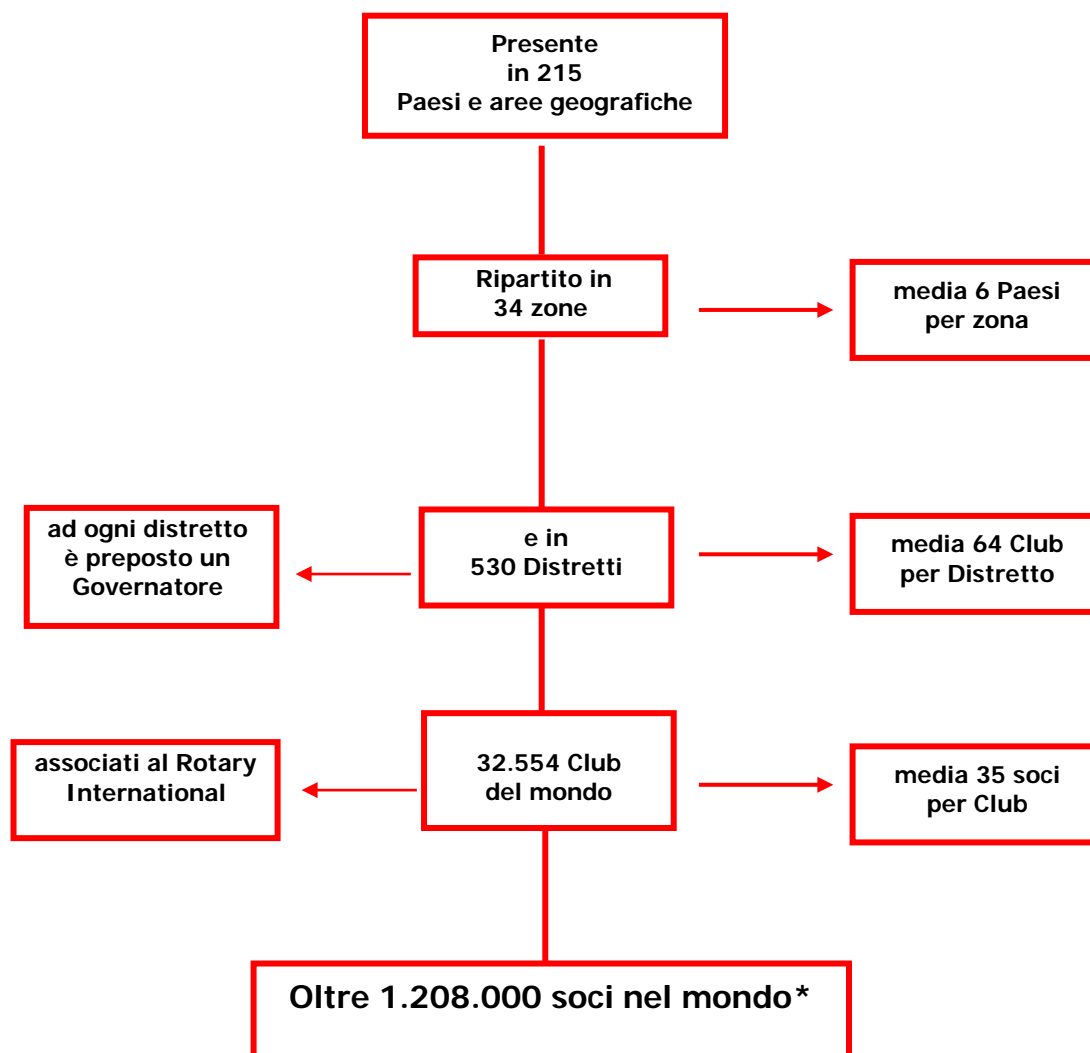 Presente
in 215
Paesi e aree geografiche
Ripartito in
34 zone
media 6 Paesi
per zona
ad ogni distretto
è preposto un
Governatore
e in
530 Distretti
media 64 Club
per Distretto
associati al Rotary
International
32.554 Club
del mondo
media 35 soci
per Club
Oltre 1.208.000 soci nel mondo*